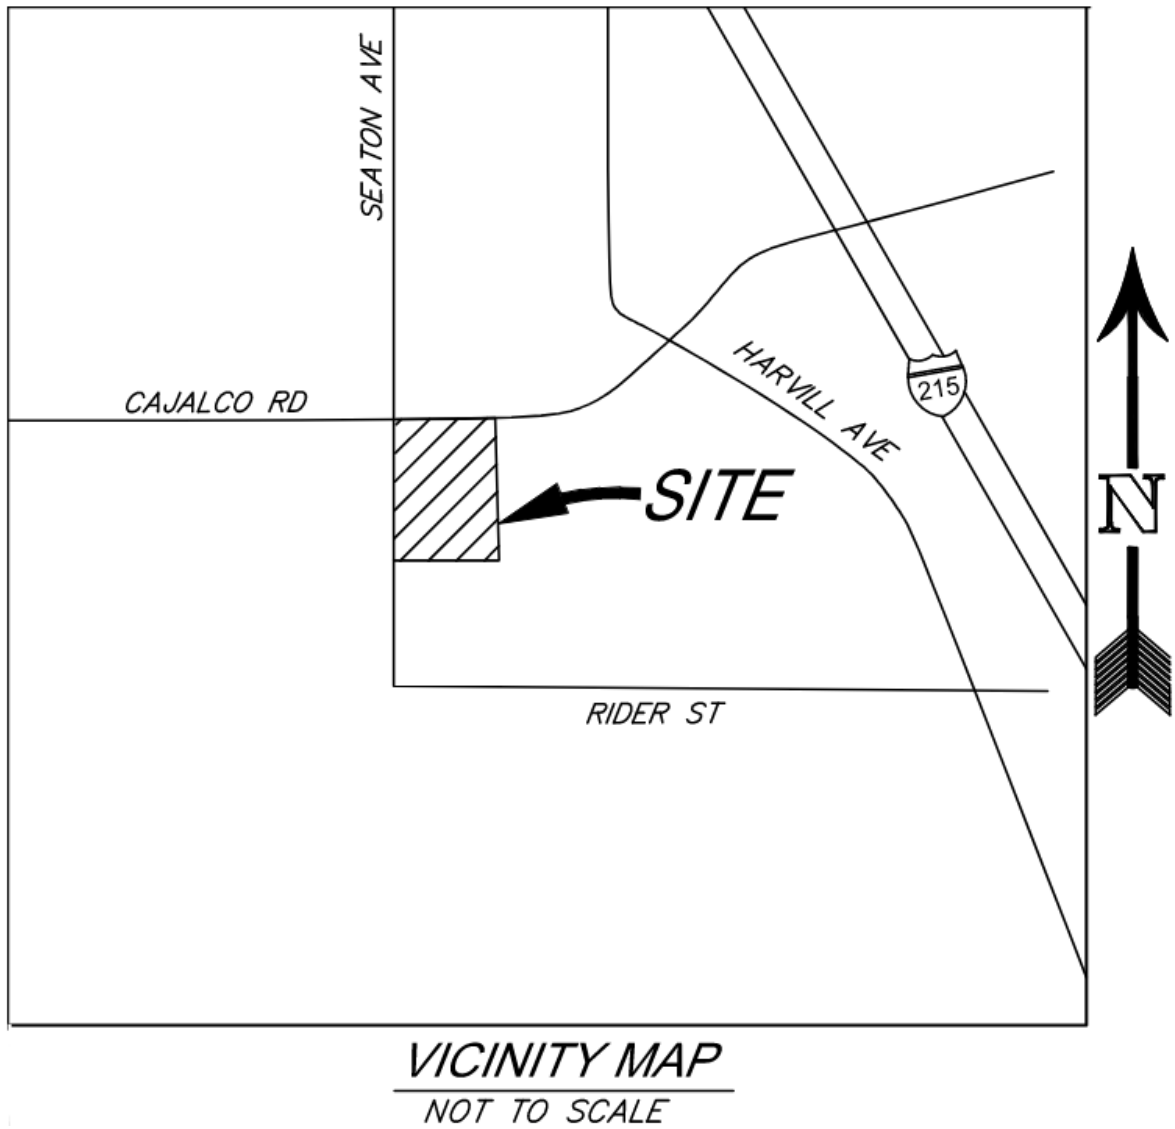 SEATON AVE
CAJALCO RD
HARVILL AVE
215
SITE
N
RIDER ST
VICINITY MAP
NOT TO SCALE